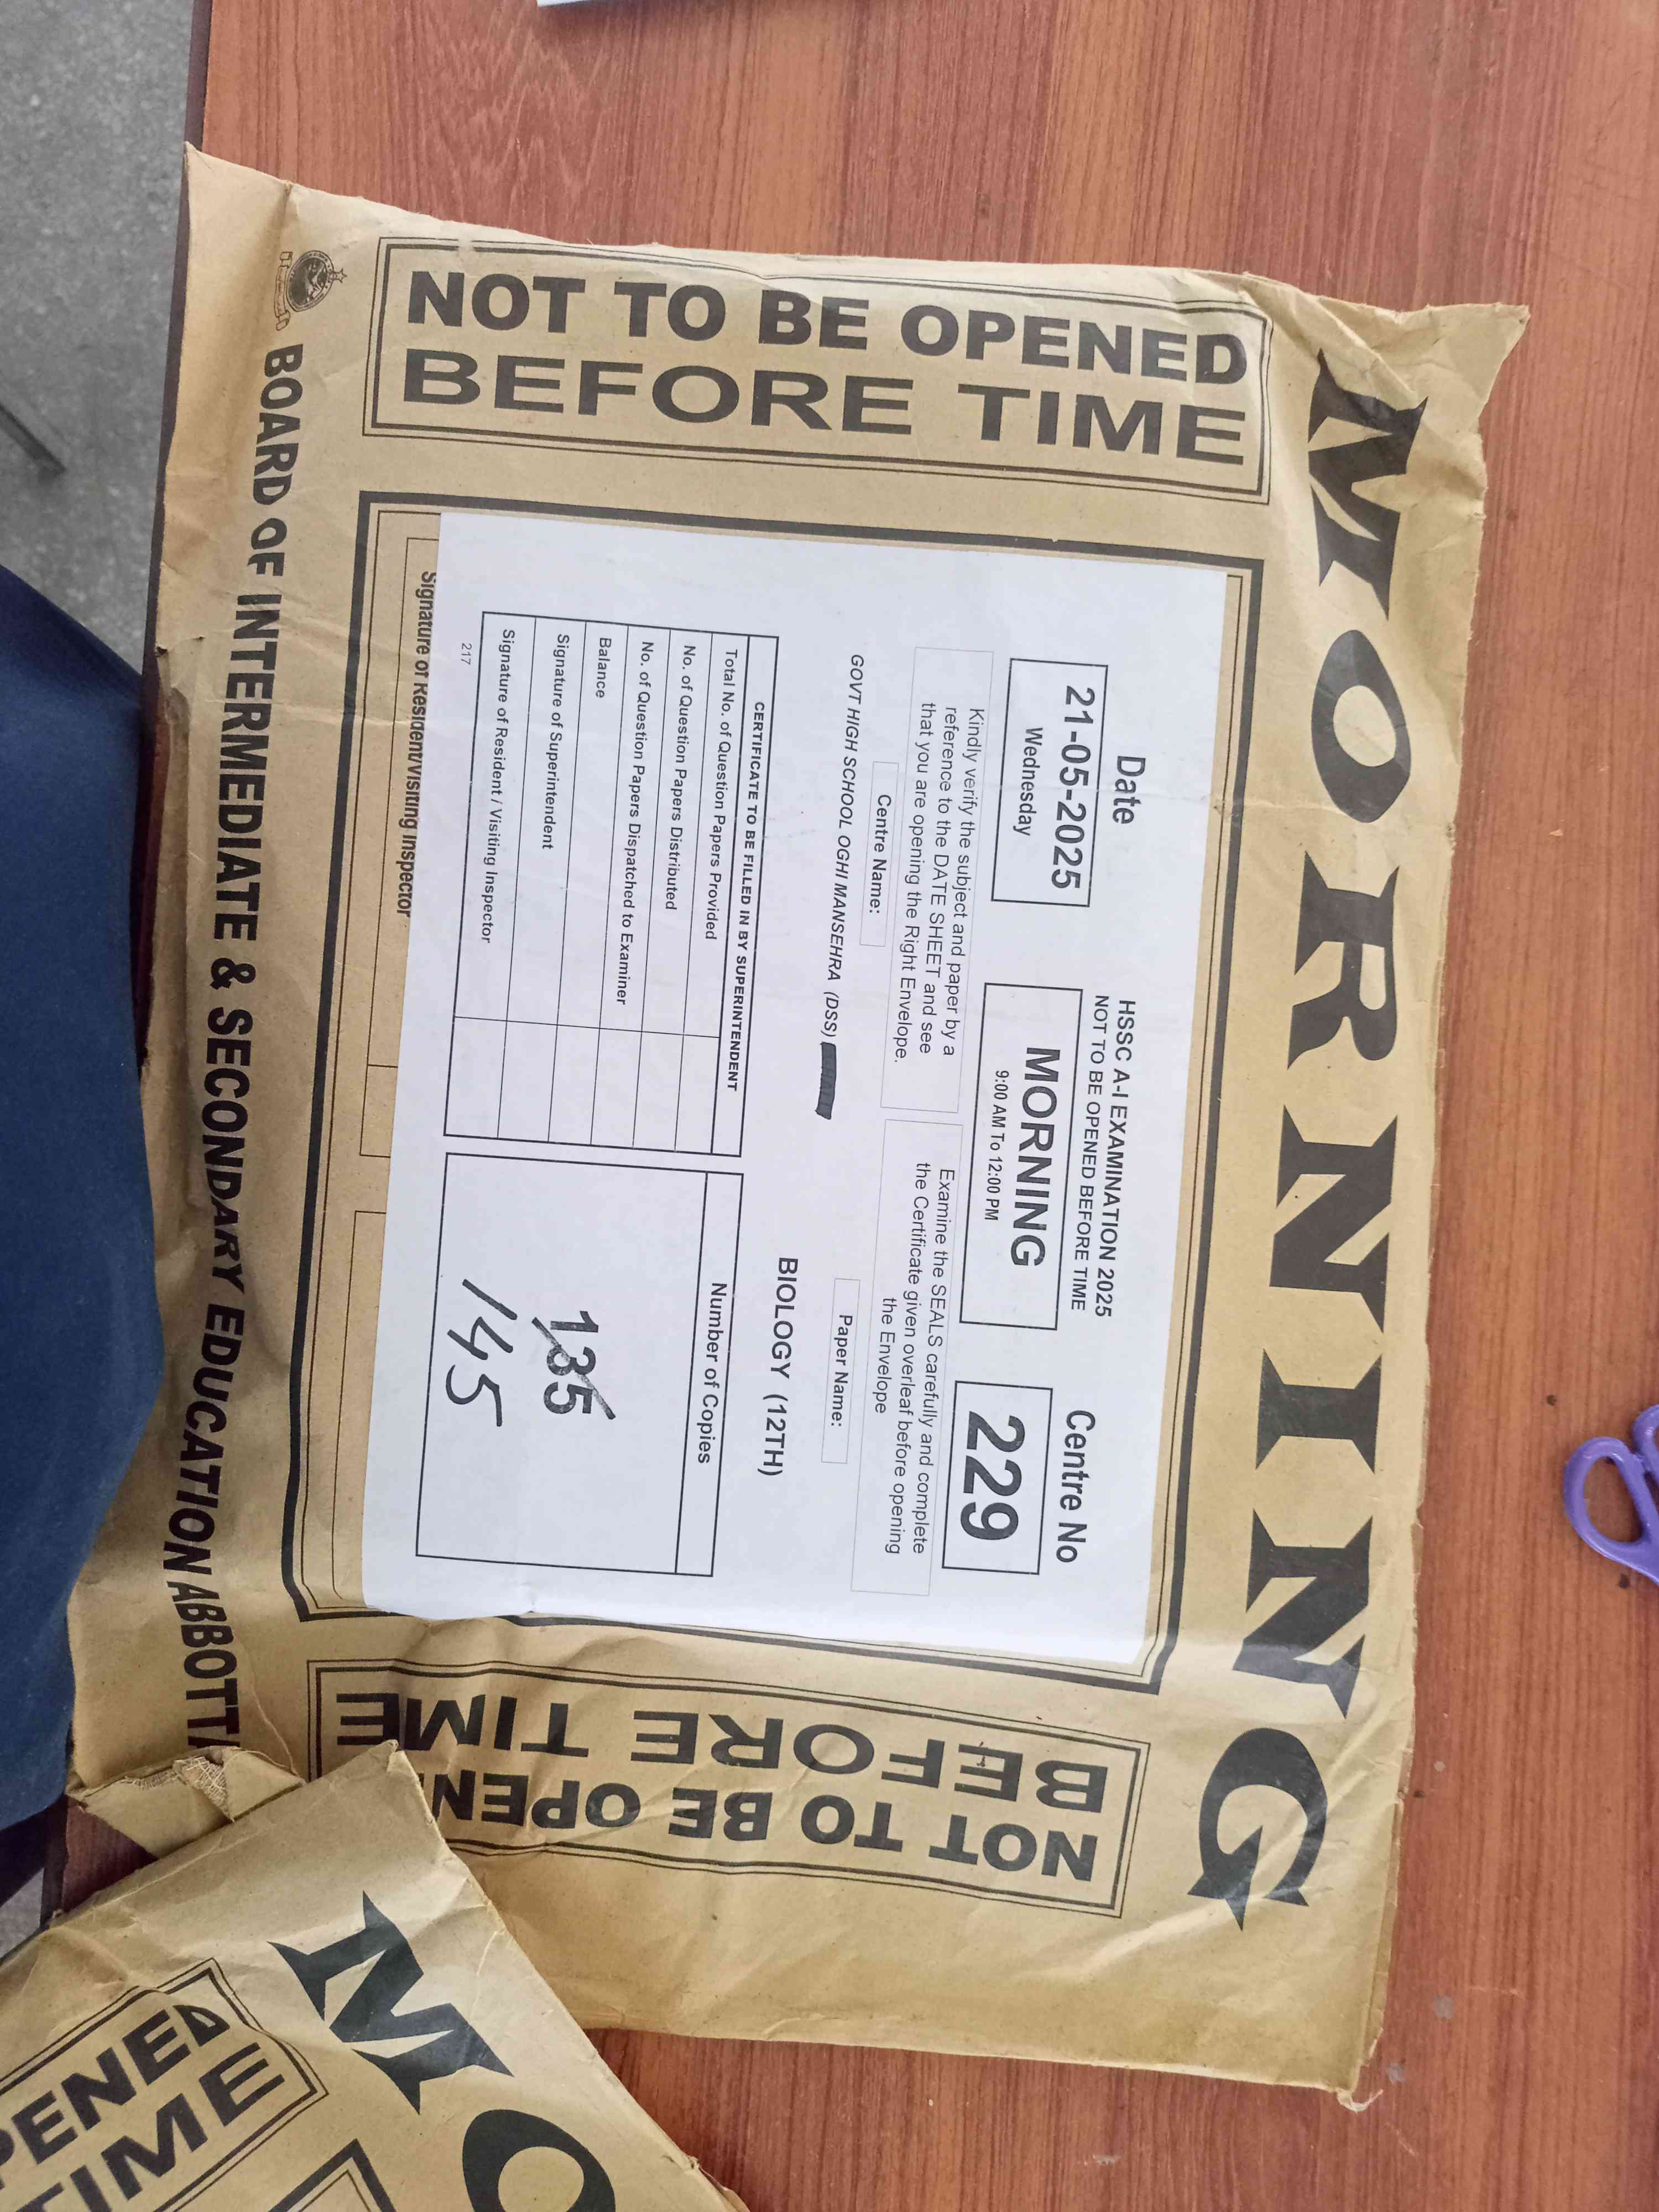 MORNING
NOT TO BE OPENED
BEFORE TIME
Date
21-05-2025
Wednesday
HSSC A-I EXAMINATION 2025
NOT TO BE OPENED BEFORE TIME
MORNING
9:00 AM To 12:00 PM
Centre No
229
Kindly verify the subject and paper by a
reference to the DATE SHEET and see
that you are opening the Right Envelope.
Examine the SEALS carefully and complete
the Certificate given overleaf before opening
the Envelope
Centre Name:
Paper Name:
GOVT HIGH SCHOOL OGHI MANSEHRA (DSS)
BIOLOGY (12TH)
CERTIFICATE TO BE FILLED IN BY SUPERINTENDENT
Total No. of Question Papers Provided
No. of Question Papers Distributed
No. of Question Papers Dispatched to Examiner
Balance
Signature of Superintendent
Signature of Resident / Visiting Inspector
217
Number of Copies
135
145
Signature of Resident/Visiting Inspector
NOT TO BE OPEN
BEFORE TIME
BOARD OF INTERMEDIATE & SECONDARY EDUCATION ABBOTT
MO
PENED
TIME